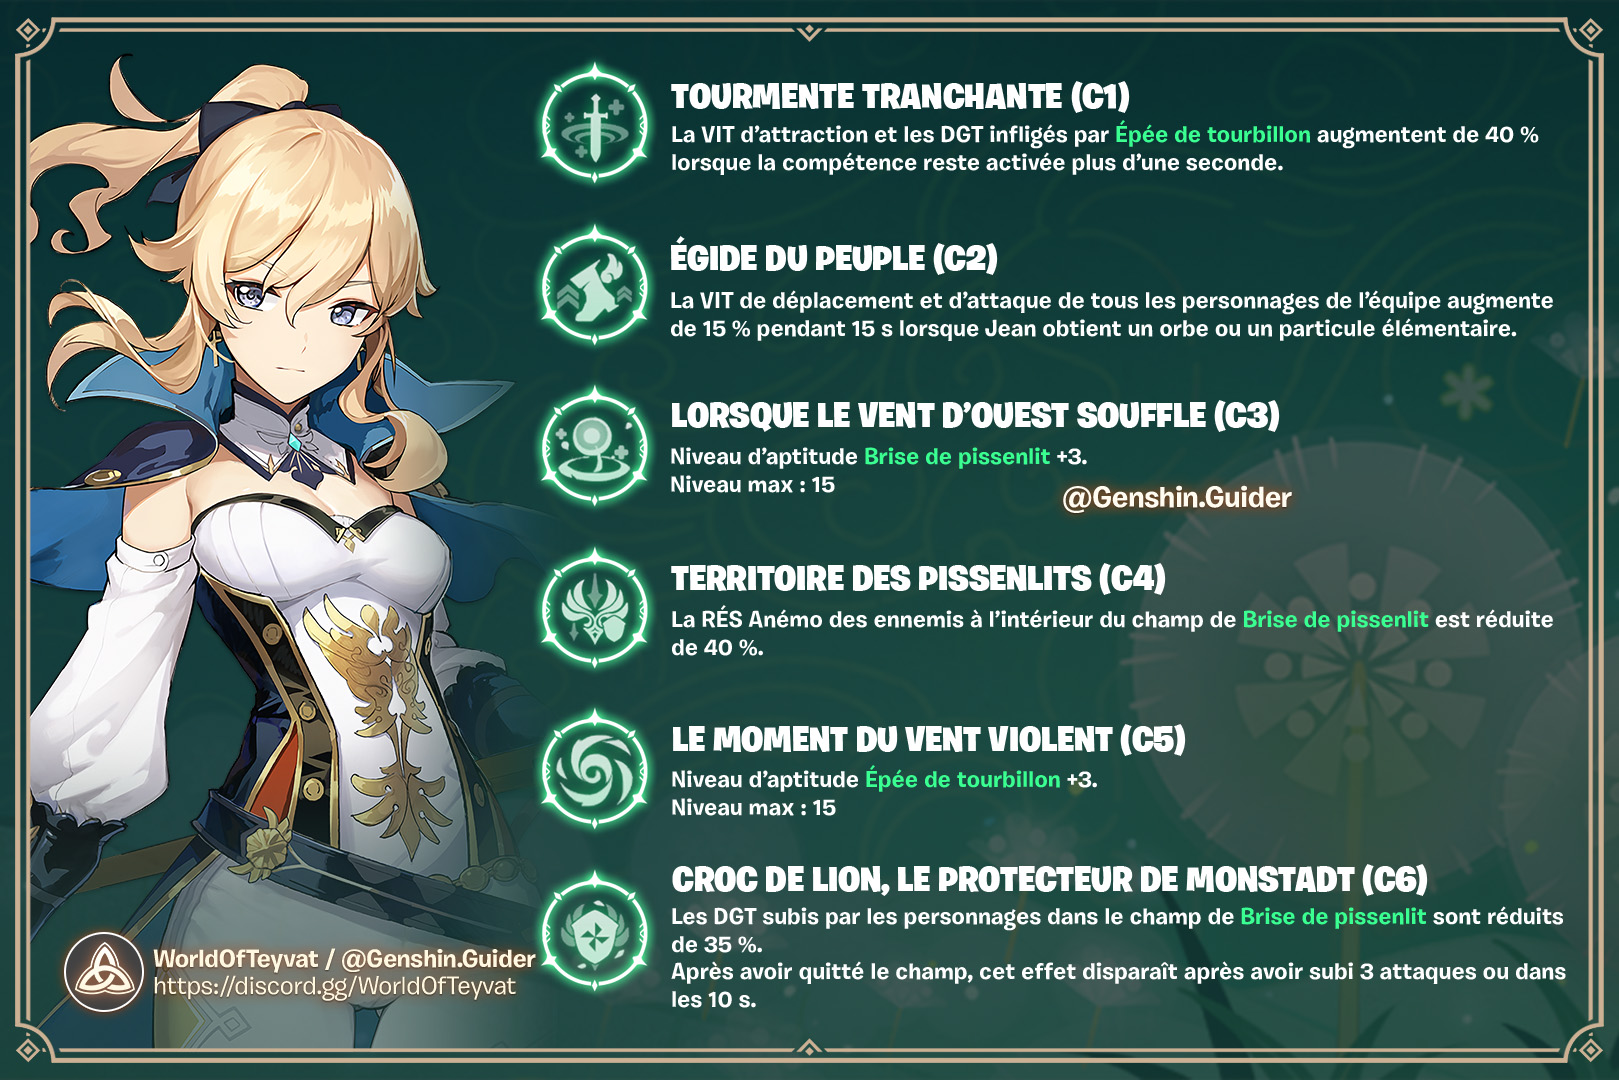 TOURMENTE TRANCHANTE (C1)
La VIT d’attraction et les DGT infligés par Épée de tourbillon augmentent de 40 %
lorsque la compétence reste activée plus d’une seconde.
ÉGIDE DU PEUPLE (C2)
La VIT de déplacement et d’attaque de tous les personnages de l’équipe augmente
de 15 % pendant 15 s lorsque Jean obtient un orbe ou un particule élémentaire.
LORSQUE LE VENT D’OUEST SOUFFLE (C3)
Niveau d’aptitude Brise de pissenlit +3.
Niveau max : 15
@Genshin.Guider
TERRITOIRE DES PISSENLITS (C4)
La RÉS Anémo des ennemis à l’intérieur du champ de Brise de pissenlit est réduite
de 40 %.
LE MOMENT DU VENT VIOLENT (C5)
Niveau d’aptitude Épée de tourbillon +3.
Niveau max : 15
CROC DE LION, LE PROTECTEUR DE MONSTADT (C6)
Les DGT subis par les personnages dans le champ de Brise de pissenlit sont réduits
de 35 %.
Après avoir quitté le champ, cet effet disparaît après avoir subi 3 attaques ou dans
les 10 s.
WorldOfTeyvat / @Genshin.Guider
https://discord.gg/WorldOfTeyvat